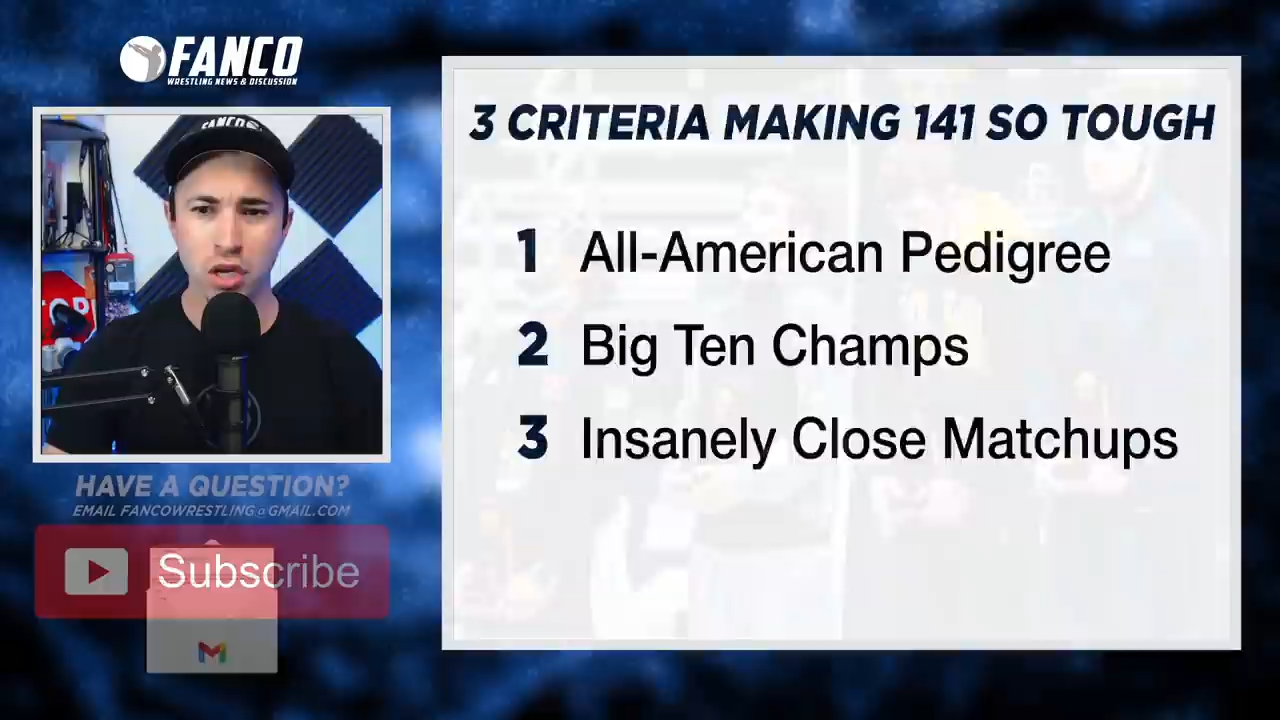 FANCO
WRESTLING NEWS & DISCUSSION
FANCO
3 CRITERIA MAKING 141 SO TOUGH
1 All-American Pedigree
2 Big Ten Champs
3 Insanely Close Matchups
HAVE A QUESTION?
EMAIL FANCOWRESTLING@GMAIL.COM
Subscribe